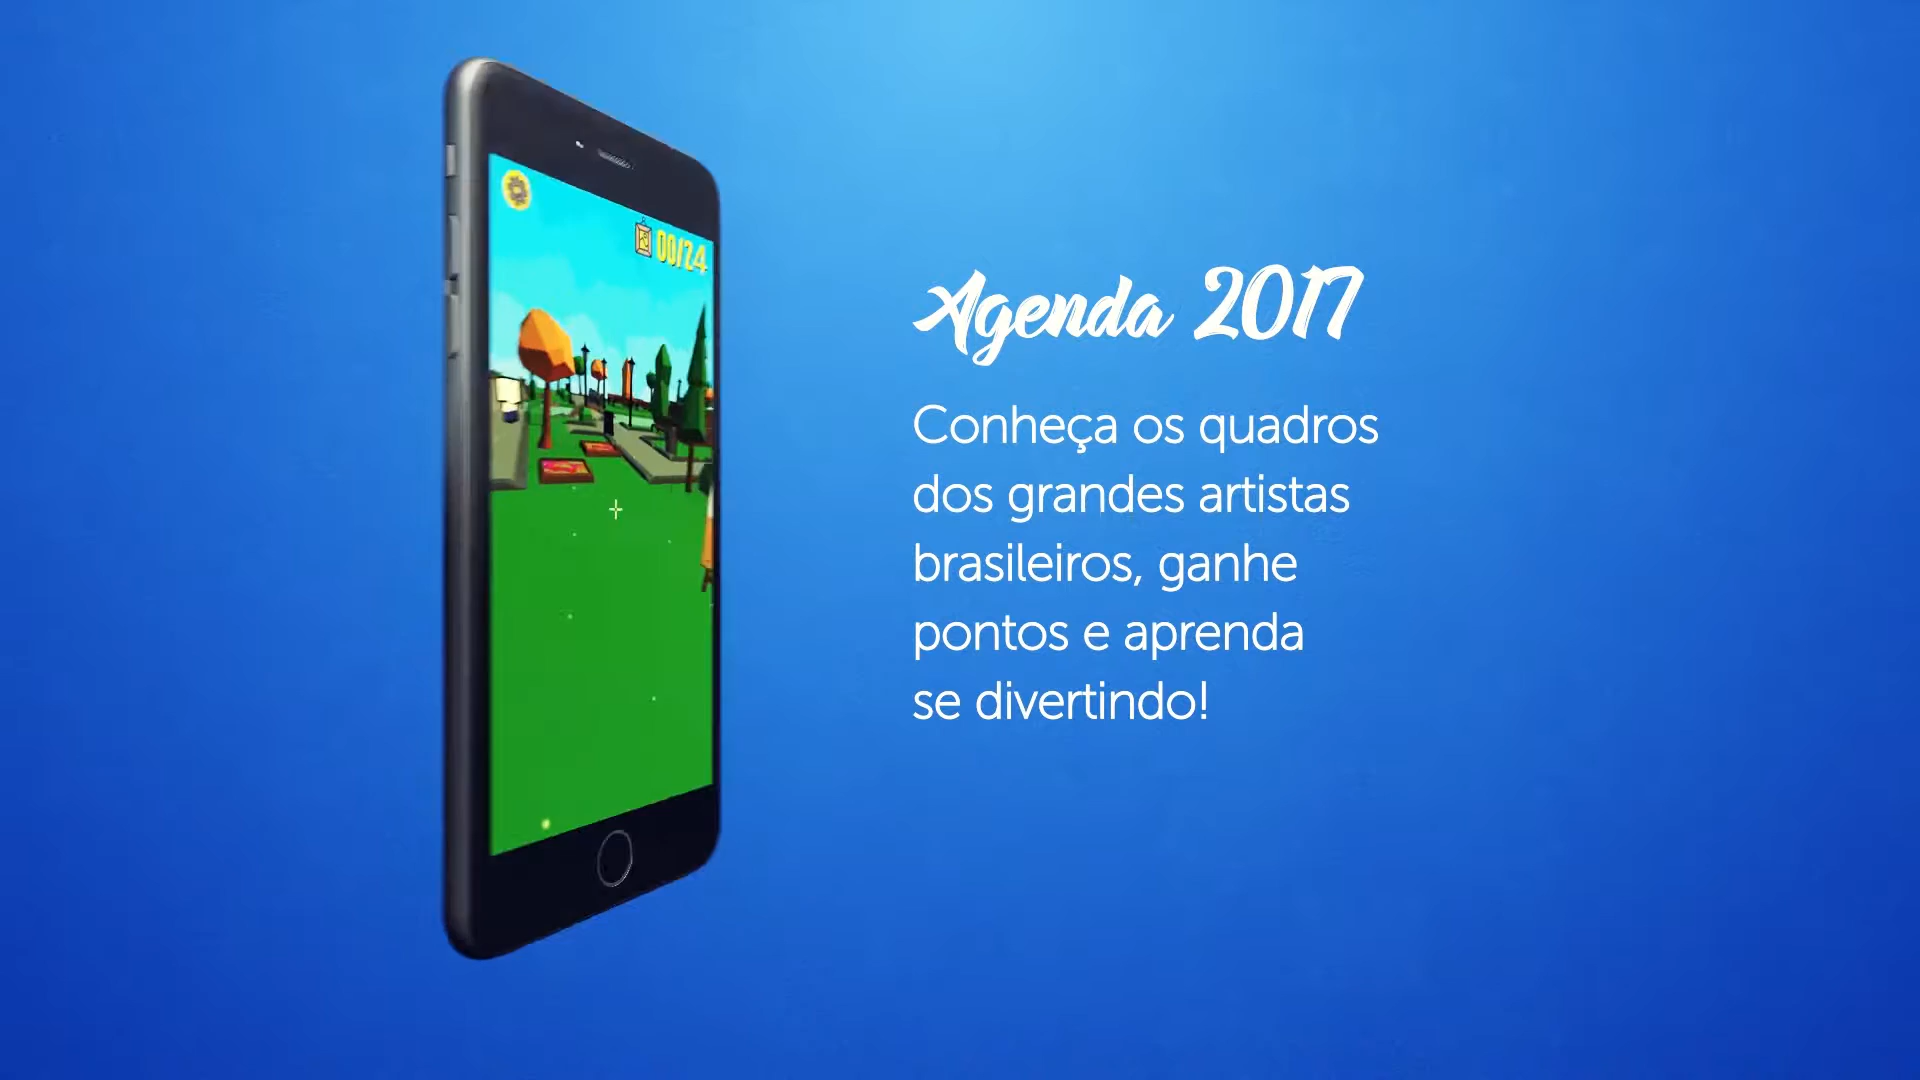 00/24
Agenda 2017
Conheça os quadros
dos grandes artistas
brasileiros, ganhe
pontos e aprenda
se divertindo!